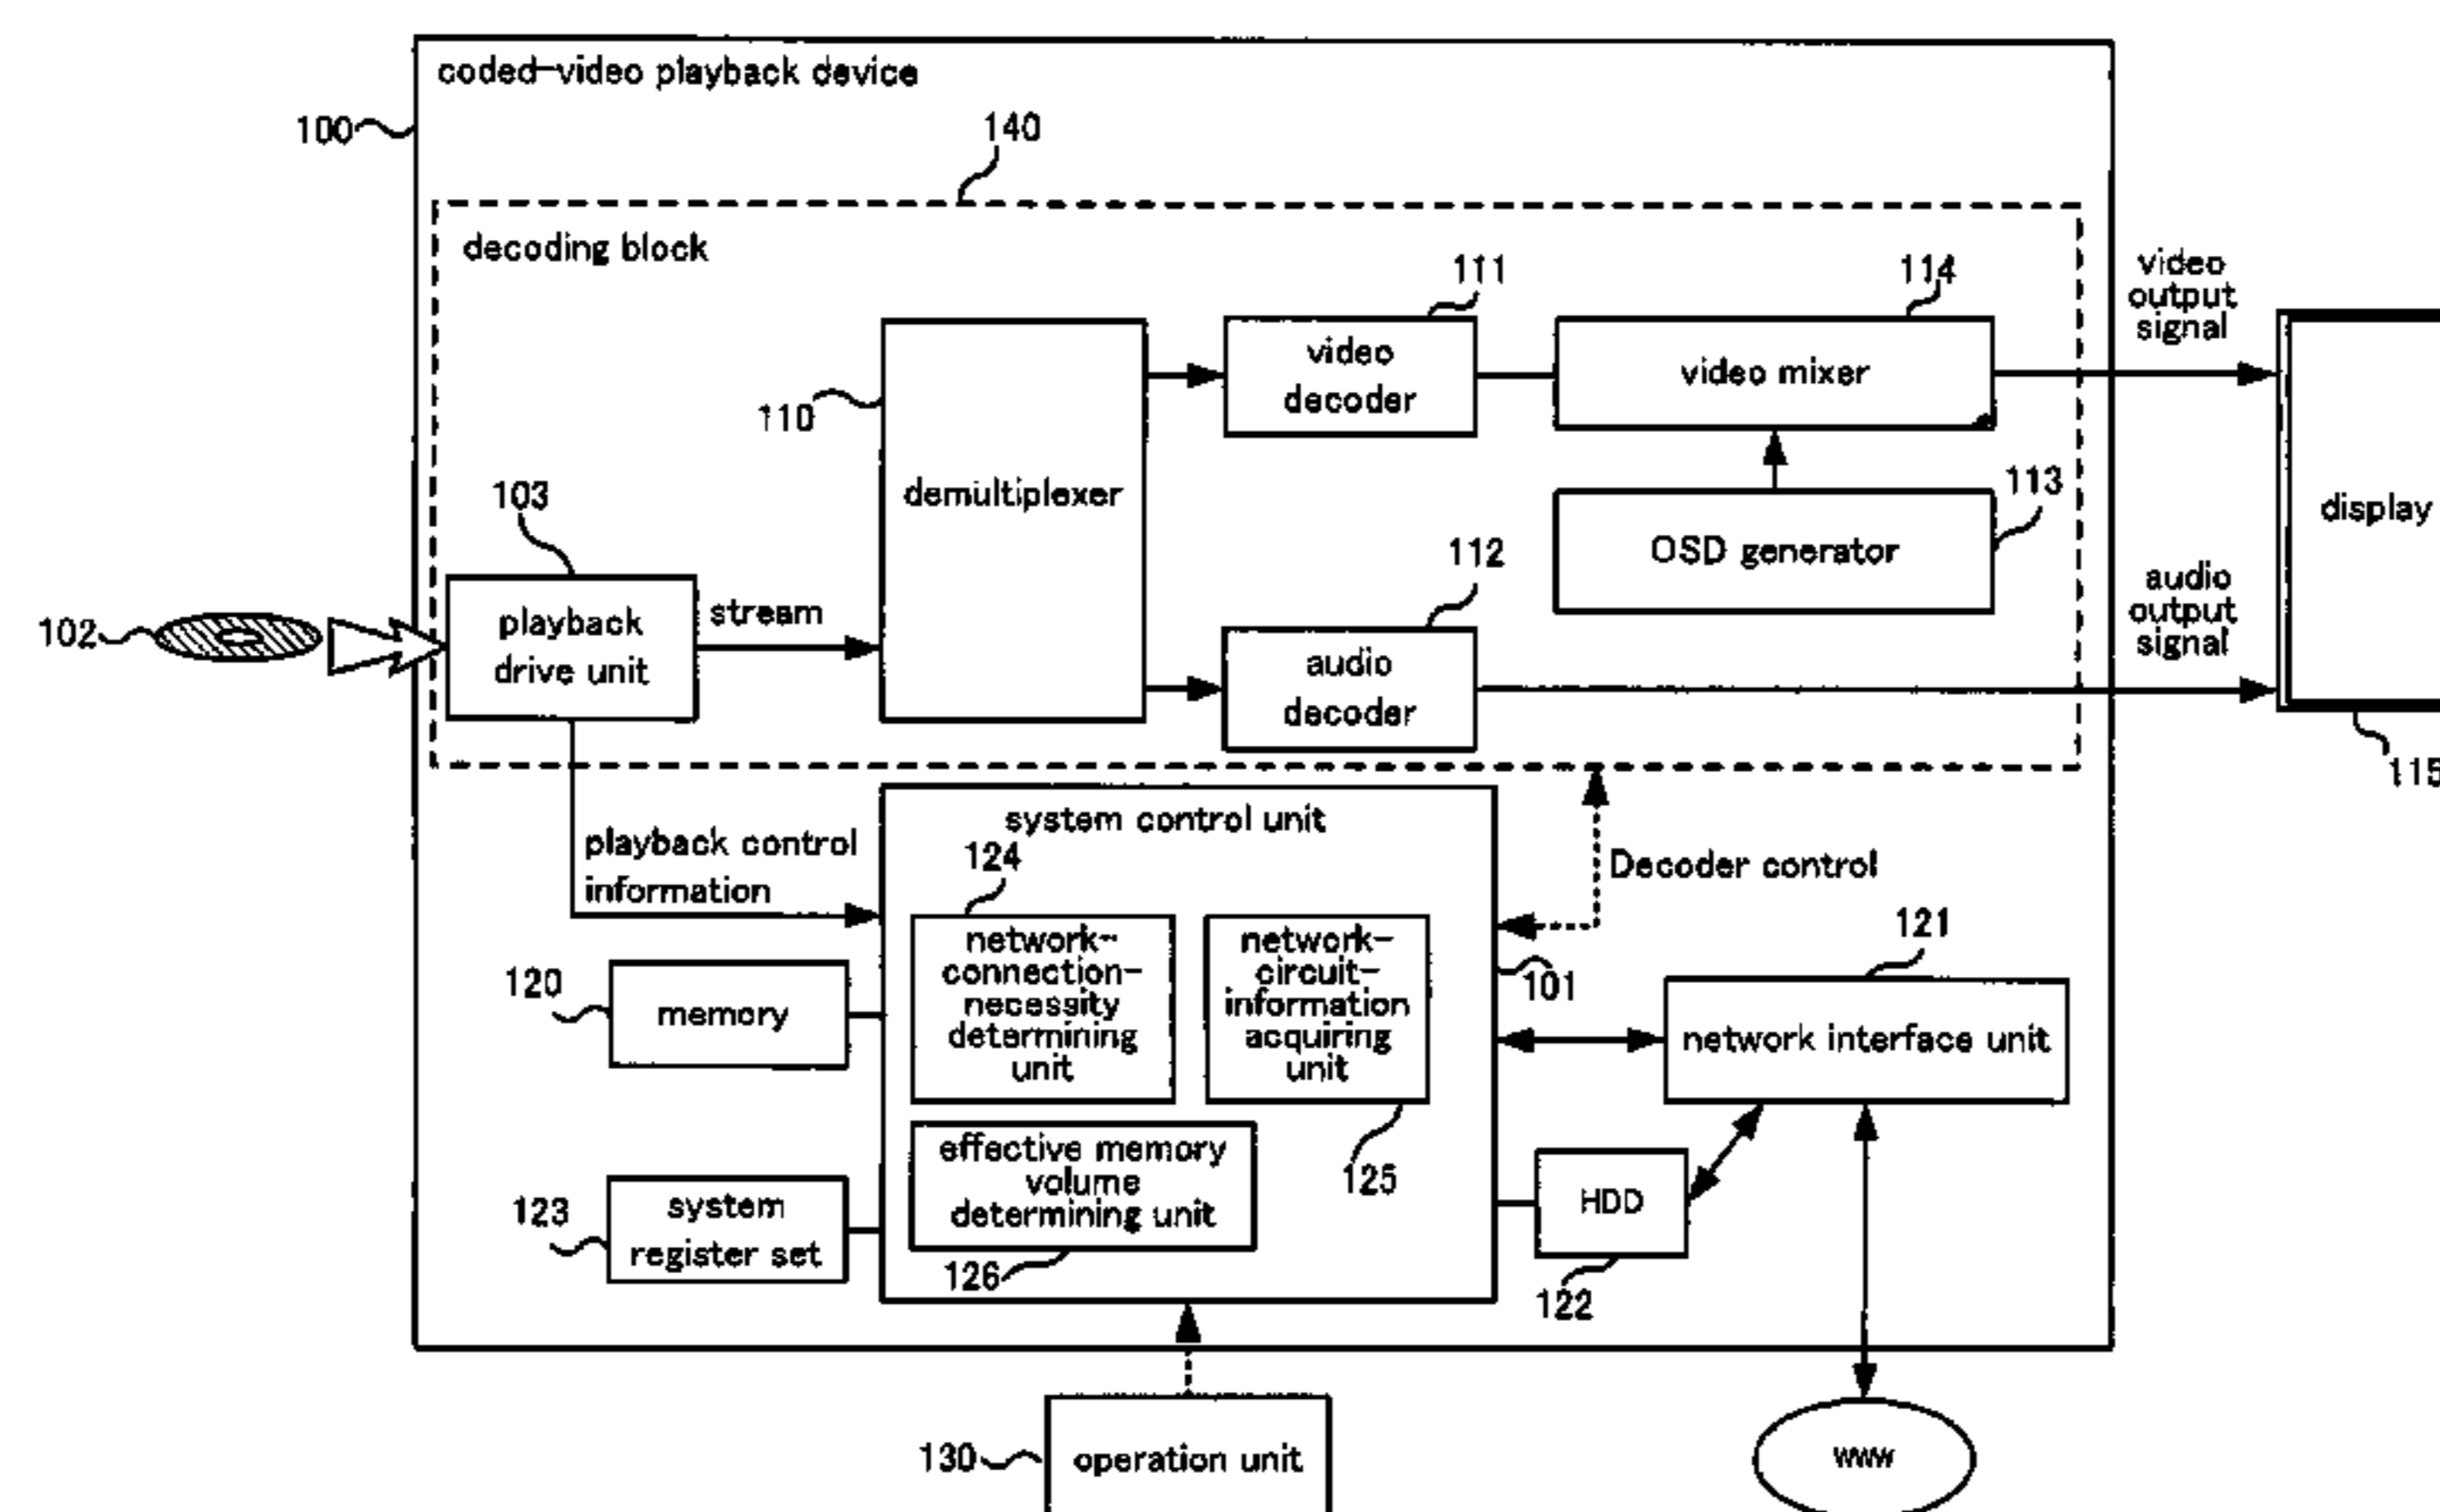 coded-video playback device
100
140
decoding block
111
114
video
output
signal
video
decoder
video mixer
110
demultiplexer
103
113
display
OSD generator
112
audio
output
signal
102
playback
drive unit
stream
audio
decoder
115
system control unit
playback control
information
124
Decoder control
network-
connection-
necessity
determining
unit
network-
circuit-
information
acquiring
unit
101
121
120
memory
network interface unit
effective memory
volume
determining unit
125
123
system
register set
HDD
126
122
130
operation unit
www